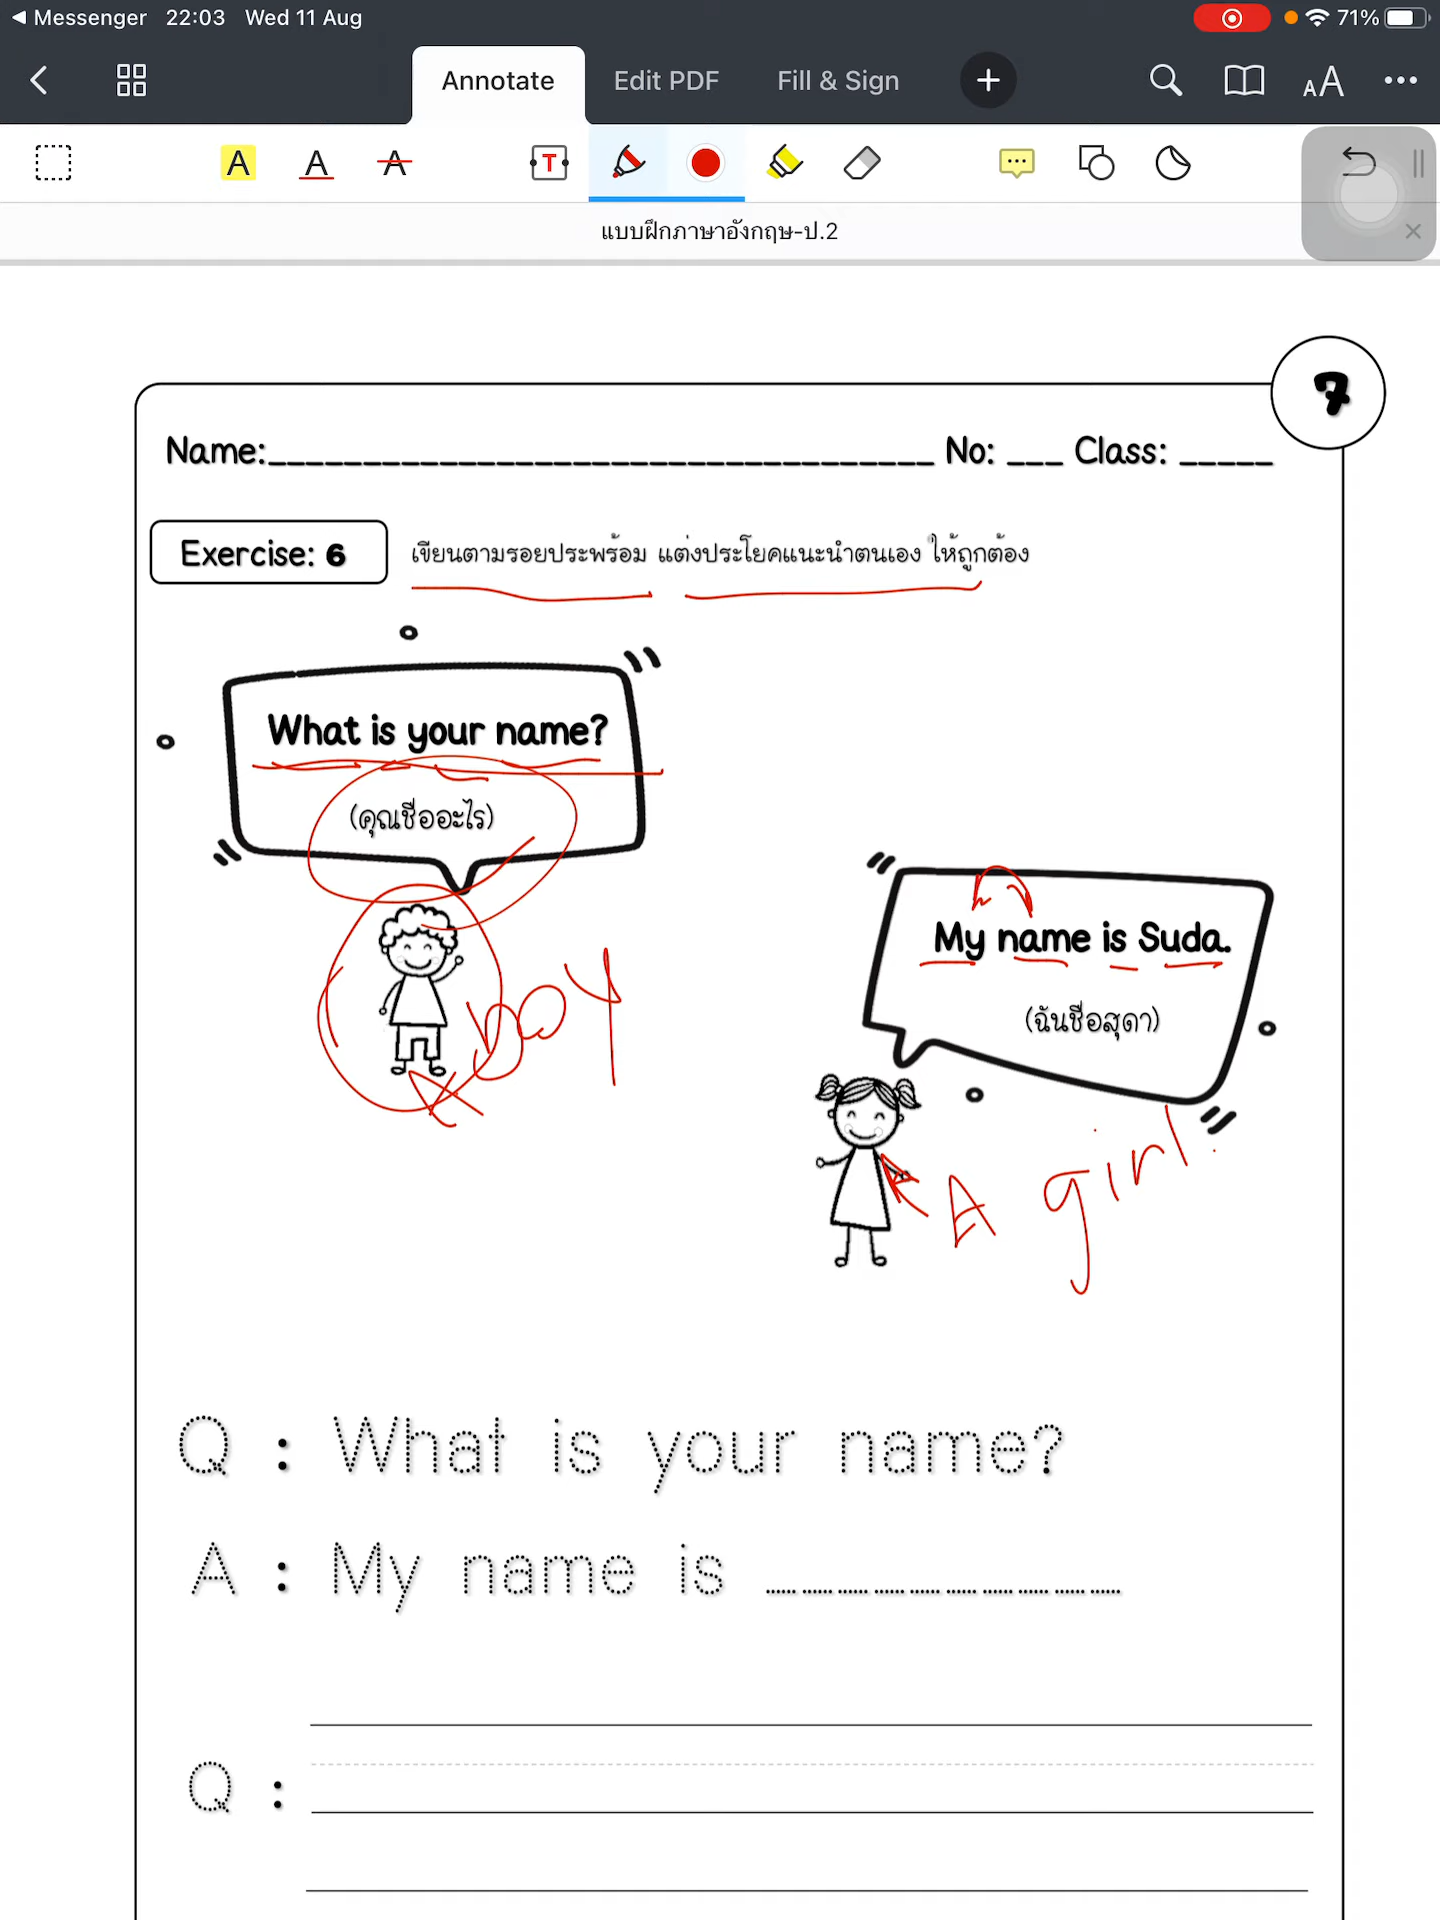 Messenger 22:03 Wed 11 Aug 71%
Annotate Edit PDF Fill & Sign
A A A T AA
แบบฝึกภาษาอังกฤษ-ป.2
7
Name: No: Class:
Exercise: 6 เขียนตามรอยประพร้อม แต่งประโยคแนะนำตนเอง ให้ถูกต้อง
What is your name?
(คุณชื่ออะไร)
My name is Suda.
(ฉันชื่อสุดา)
A boy
A girl.
Q : What is your name?
A : My name is
Q :